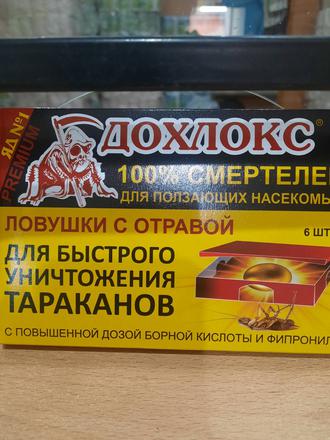 ЯД №1
PREMIUM
ДОХЛОКС®
100% СМЕРТЕЛЕ
ДЛЯ ПОЛЗАЮЩИХ НАСЕКОМЫ
ЛОВУШКИ С ОТРАВОЙ
6 ШТ
ДЛЯ БЫСТРОГО
УНИЧТОЖЕНИЯ
ТАРАКАНОВ
С ПОВЫШЕННОЙ ДОЗОЙ БОРНОЙ КИСЛОТЫ И ФИПРОНИЛ